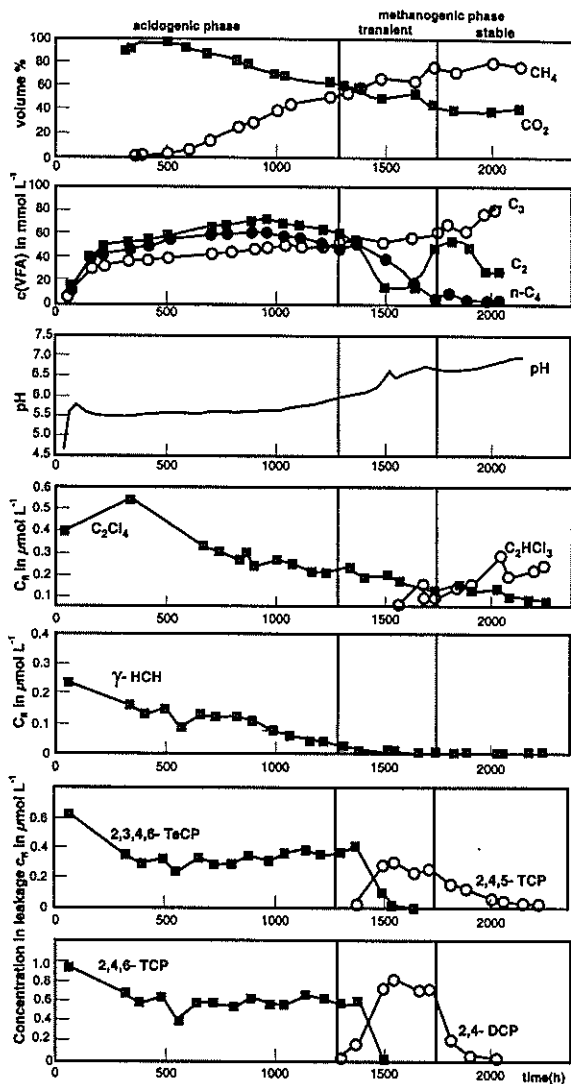 acidogenic phase
methanogenic phase
transient
stable
volume %
100
80
60
40
20
0
CH4
CO2
0 500 1000 1500 2000
c(VFA) in mmol L-1
100
80
60
40
20
0
C3
C2
n-C4
0 500 1000 1500 2000
pH
7.5
7.0
6.5
6.0
5.5
5.0
4.5
pH
0 500 1000 1500 2000
Cn in µmol L-1
0.6
0.5
0.4
0.3
0.2
0.1
C2Cl4
C2HCl3
0 500 1000 1500 2000
Cn in µmol L-1
0.4
0.3
0.2
0.1
0
γ- HCH
0 500 1000 1500 2000
Concentration in leakage cn in µmol L-1
0.6
0.4
0.2
0
2,3,4,6- TeCP
2,4,5- TCP
0 500 1000 1500 2000
1.0
0.8
0.6
0.4
0.2
0
2,4,6- TCP
2,4- DCP
0 500 1000 1500 2000 time(h)